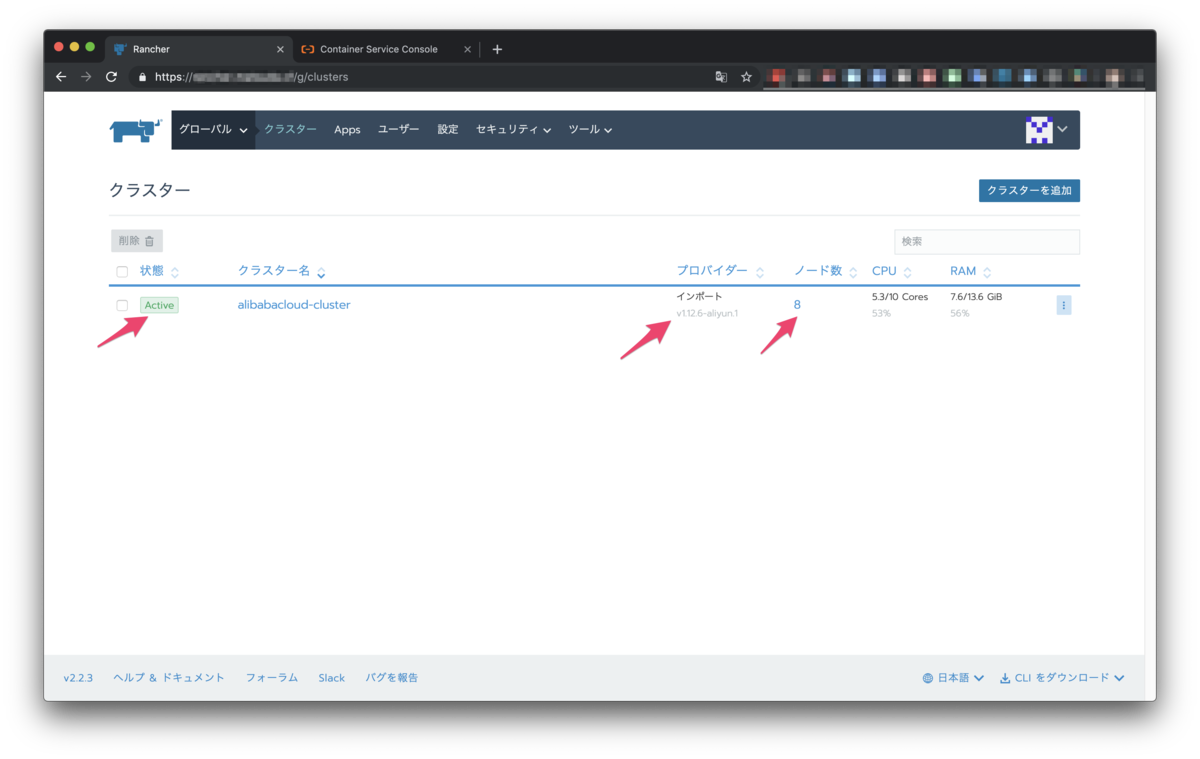 Rancher
Container Service Console
https://
/g/clusters
グローバル クラスター Apps ユーザー 設定 セキュリティ ツール
クラスター
クラスターを追加
削除
検索
状態 クラスター名 プロバイダー ノード数 CPU RAM
Active alibabacloud-cluster インポート 8 5.3/10 Cores 7.6/13.6 GiB
v1.12.6-aliyun.1 53% 56%
v2.2.3 ヘルプ & ドキュメント フォーラム Slack バグを報告 日本語 CLI をダウンロード